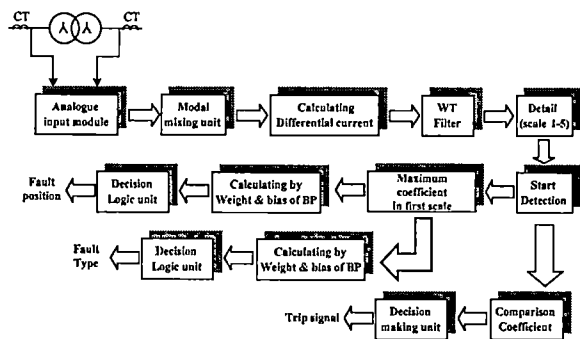 CT
CT
Analogue
input module
Modal
mixing unit
Calculating
Differential current
WT
Filter
Detail
(scale 1-5)
Fault
position
Decision
Logic unit
Calculating by
Weight & bias of BP
Maximum
coefficient
In first scale
Start
Detection
Fault
Type
Decision
Logic unit
Calculating by
Weight & bias of BP
Trip signal
Decision
making unit
Comparison
Coefficient